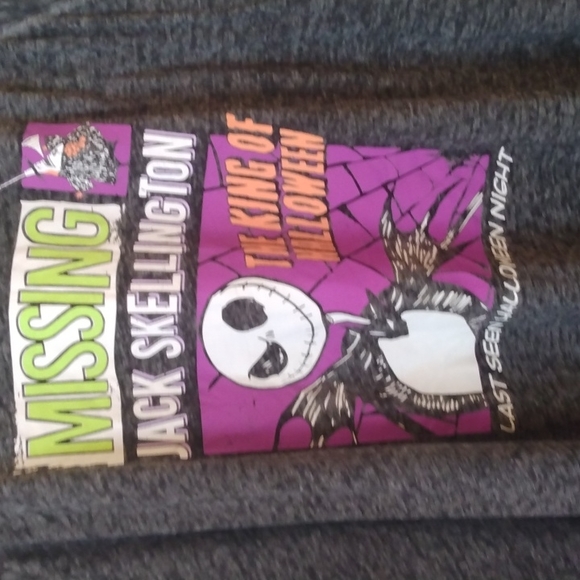 MISSING
JACK SKELLINGTON
THE KING OF
HALLOWEEN
LAST SEEN HALLOWEEN NIGHT